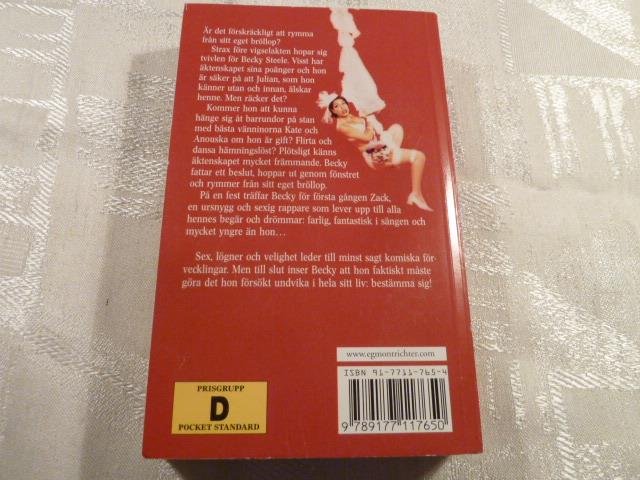 Är det förskräckligt att rymma
från sitt eget bröllop?
Strax före vigselakten hopar sig
tvivlen för Becky Steele. Visst har
äktenskapet sina poänger och hon
är säker på att Julian, som hon
känner utan och innan, älskar
henne. Men räcker det?
Kommer hon att kunna
hänge sig åt barrundor på stan
med bästa vänninorna Kate och
Anouska om hon är gift? Flirta och
dansa hämningslöst? Plötsligt känns
äktenskapet mycket främmande. Becky
fattar ett beslut, hoppar ut genom fönstret
och rymmer från sitt eget bröllop.
På en fest träffar Becky för första gången Zack,
en ursnygg och sexig rappare som lever upp till alla
hennes begär och drömmar: farlig, fantastisk i sängen och
mycket yngre än hon…
Sex, lögner och velighet leder till minst sagt komiska för-
vecklingar. Men till slut inser Becky att hon faktiskt måste
göra det hon försökt undvika i hela sitt liv: bestämma sig!
www.egmontrichter.com
ISBN 91-7711-765-4
9 789177 117650
PRISGRUPP
D
POCKET STANDARD